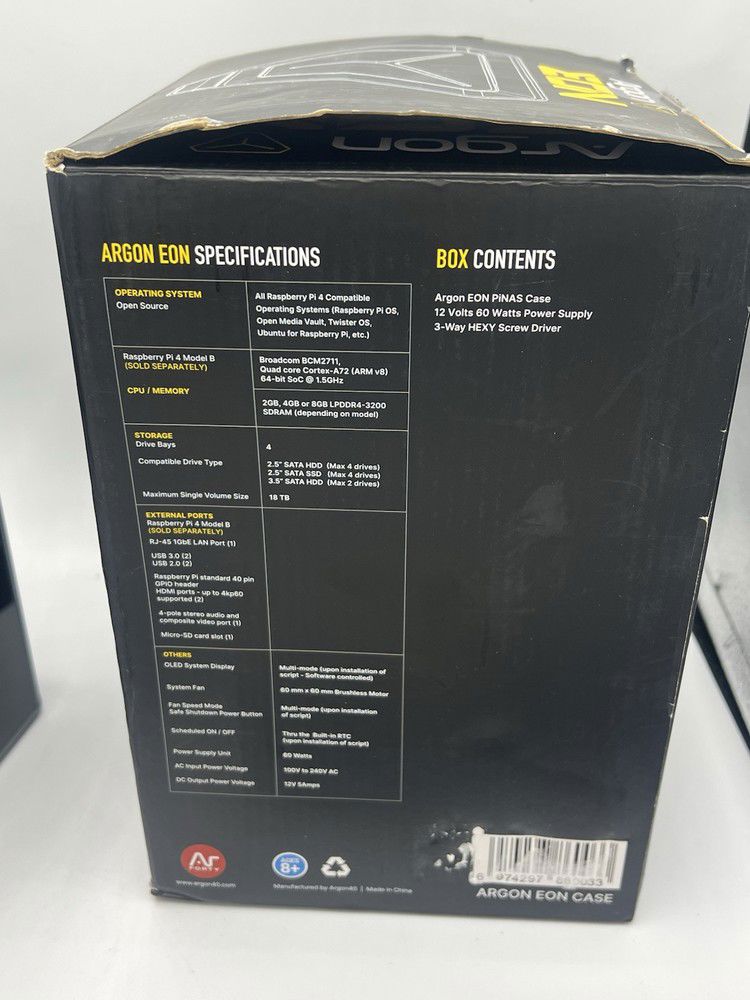 EON
Argon
ARGON EON SPECIFICATIONS
OPERATING SYSTEM
Open Source
All Raspberry Pi 4 Compatible
Operating Systems (Raspberry Pi OS,
Open Media Vault, Twister OS,
Ubuntu for Raspberry Pi, etc.)
Raspberry Pi 4 Model B
(SOLD SEPARATELY)
CPU / MEMORY
Broadcom BCM2711,
Quad core Cortex-A72 (ARM v8)
64-bit SoC @ 1.5GHz
2GB, 4GB or 8GB LPDDR4-3200
SDRAM (depending on model)
STORAGE
Drive Bays
4
Compatible Drive Type
2.5" SATA HDD (Max 4 drives)
2.5" SATA SSD (Max 4 drives)
3.5" SATA HDD (Max 2 drives)
Maximum Single Volume Size
18 TB
EXTERNAL PORTS
Raspberry Pi 4 Model B
(SOLD SEPARATELY)
RJ-45 1GbE LAN Port (1)
USB 3.0 (2)
USB 2.0 (2)
Raspberry Pi standard 40 pin
GPIO header
HDMI ports - up to 4kp60
supported (2)
4-pole stereo audio and
composite video port (1)
Micro-SD card slot (1)
OTHERS
OLED System Display
Multi-mode (upon installation of
script - Software controlled)
System Fan
60 mm x 60 mm Brushless Motor
Fan Speed Mode
Safe Shutdown Power Button
Multi-mode (upon installation
of script)
Scheduled ON / OFF
Thru the Built-in RTC
(upon installation of script)
Power Supply Unit
60 Watts
AC Input Power Voltage
100V to 240V AC
DC Output Power Voltage
12V 5Amps
BOX CONTENTS
Argon EON PiNAS Case
12 Volts 60 Watts Power Supply
3-Way HEXY Screw Driver
Ar
FORTY
www.argon40.com
AGES
8+
Manufactured by Argon40 | Made in China
6 974297 860033
ARGON EON CASE